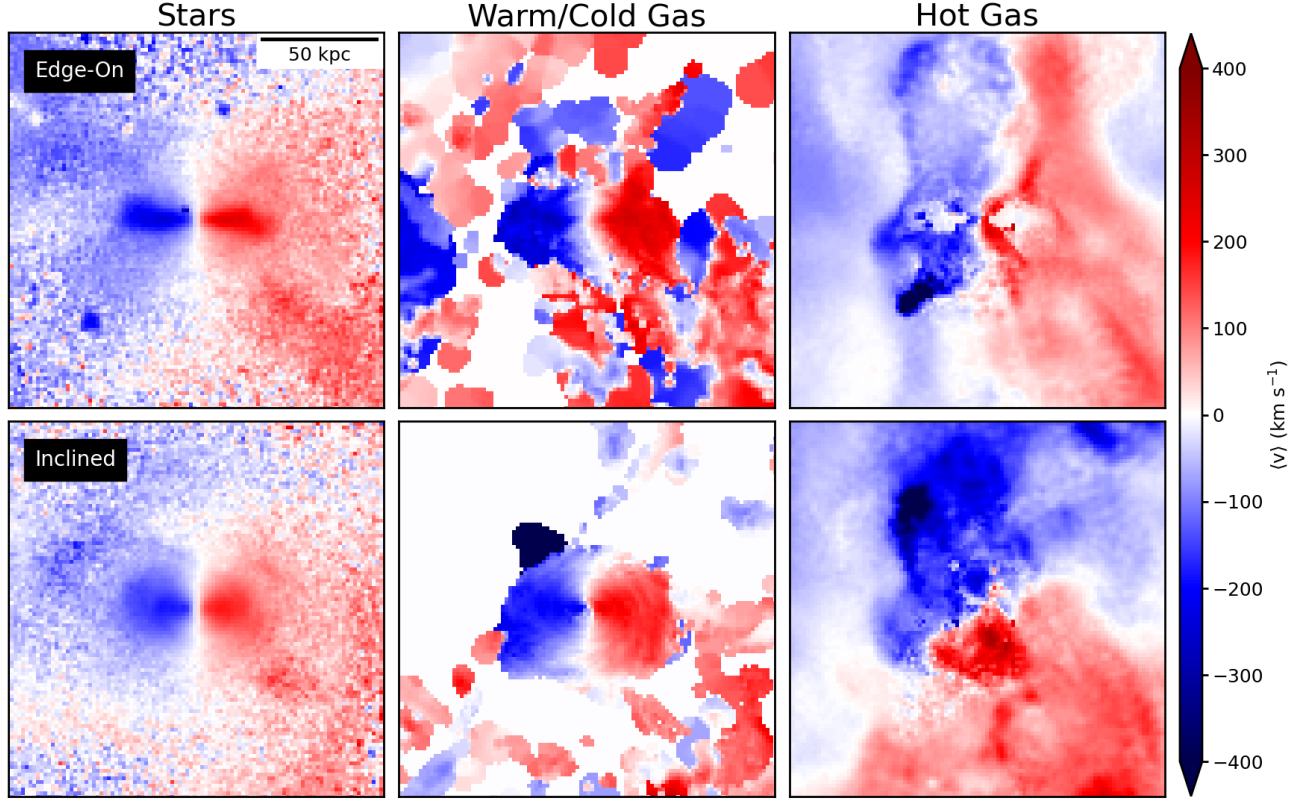 Stars
Warm/Cold Gas
Hot Gas
Edge-On
50 kpc
Inclined
400
300
200
100
0
−100
−200
−300
−400
⟨v⟩ (km s⁻¹)